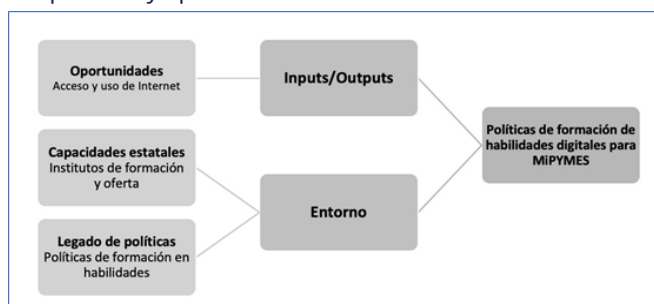 Oportunidades
Acceso y uso de Internet
Inputs/Outputs
Capacidades estatales
Institutos de formación
y oferta
Políticas de formación de
habilidades digitales para
MiPYMES
Entorno
Legado de políticas
Políticas de formación en
habilidades